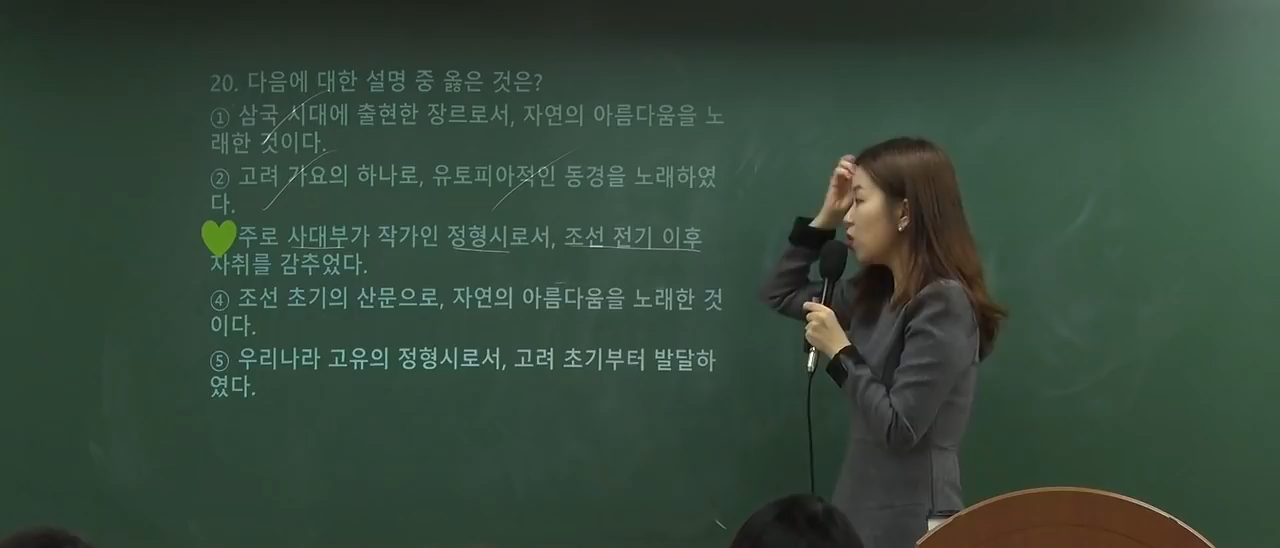 20. 다음에 대한 설명 중 옳은 것은?
① 삼국 시대에 출현한 장르로서, 자연의 아름다움을 노
래한 것이다.
② 고려 가요의 하나로, 유토피아적인 동경을 노래하였
다.
주로 사대부가 작가인 정형시로서, 조선 전기 이후
자취를 감추었다.
④ 조선 초기의 산문으로, 자연의 아름다움을 노래한 것
이다.
⑤ 우리나라 고유의 정형시로서, 고려 초기부터 발달하
였다.